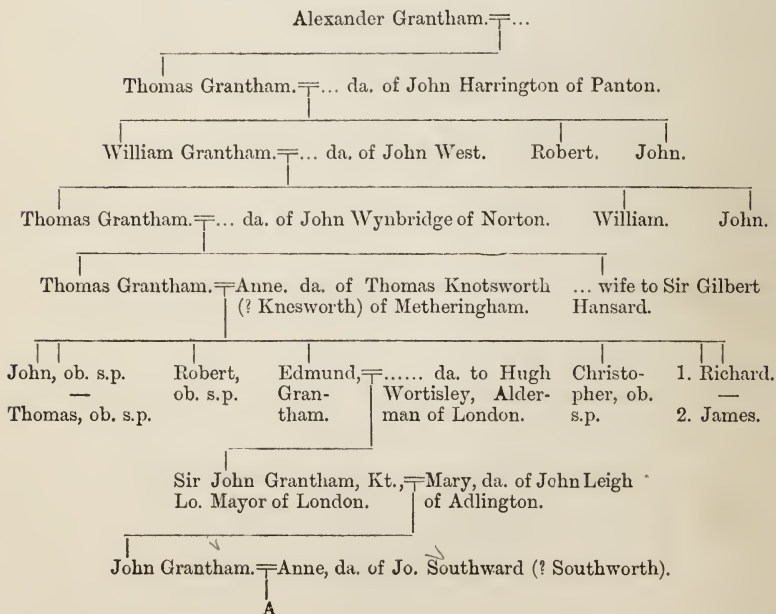 Alexander Grantham.=...
Thomas Grantham.=... da. of John Harrington of Panton.
William Grantham.=... da. of John West. Robert. John.
Thomas Grantham.=... da. of John Wynbridge of Norton. William. John.
Thomas Grantham.=Anne. da. of Thomas Knotsworth ... wife to Sir Gilbert
(? Knesworth) of Metheringham. Hansard.
John, ob. s.p. Robert, Edmund,=...... da. to Hugh Christo- 1. Richard.
— ob. s.p. Gran- Wortisley, Alder- pher, ob. —
Thomas, ob. s.p. tham. man of London. s.p. 2. James.
Sir John Grantham, Kt.,=Mary, da. of John Leigh
Lo. Mayor of London. of Adlington.
John Grantham.=Anne, da. of Jo. Southward (? Southworth).
A